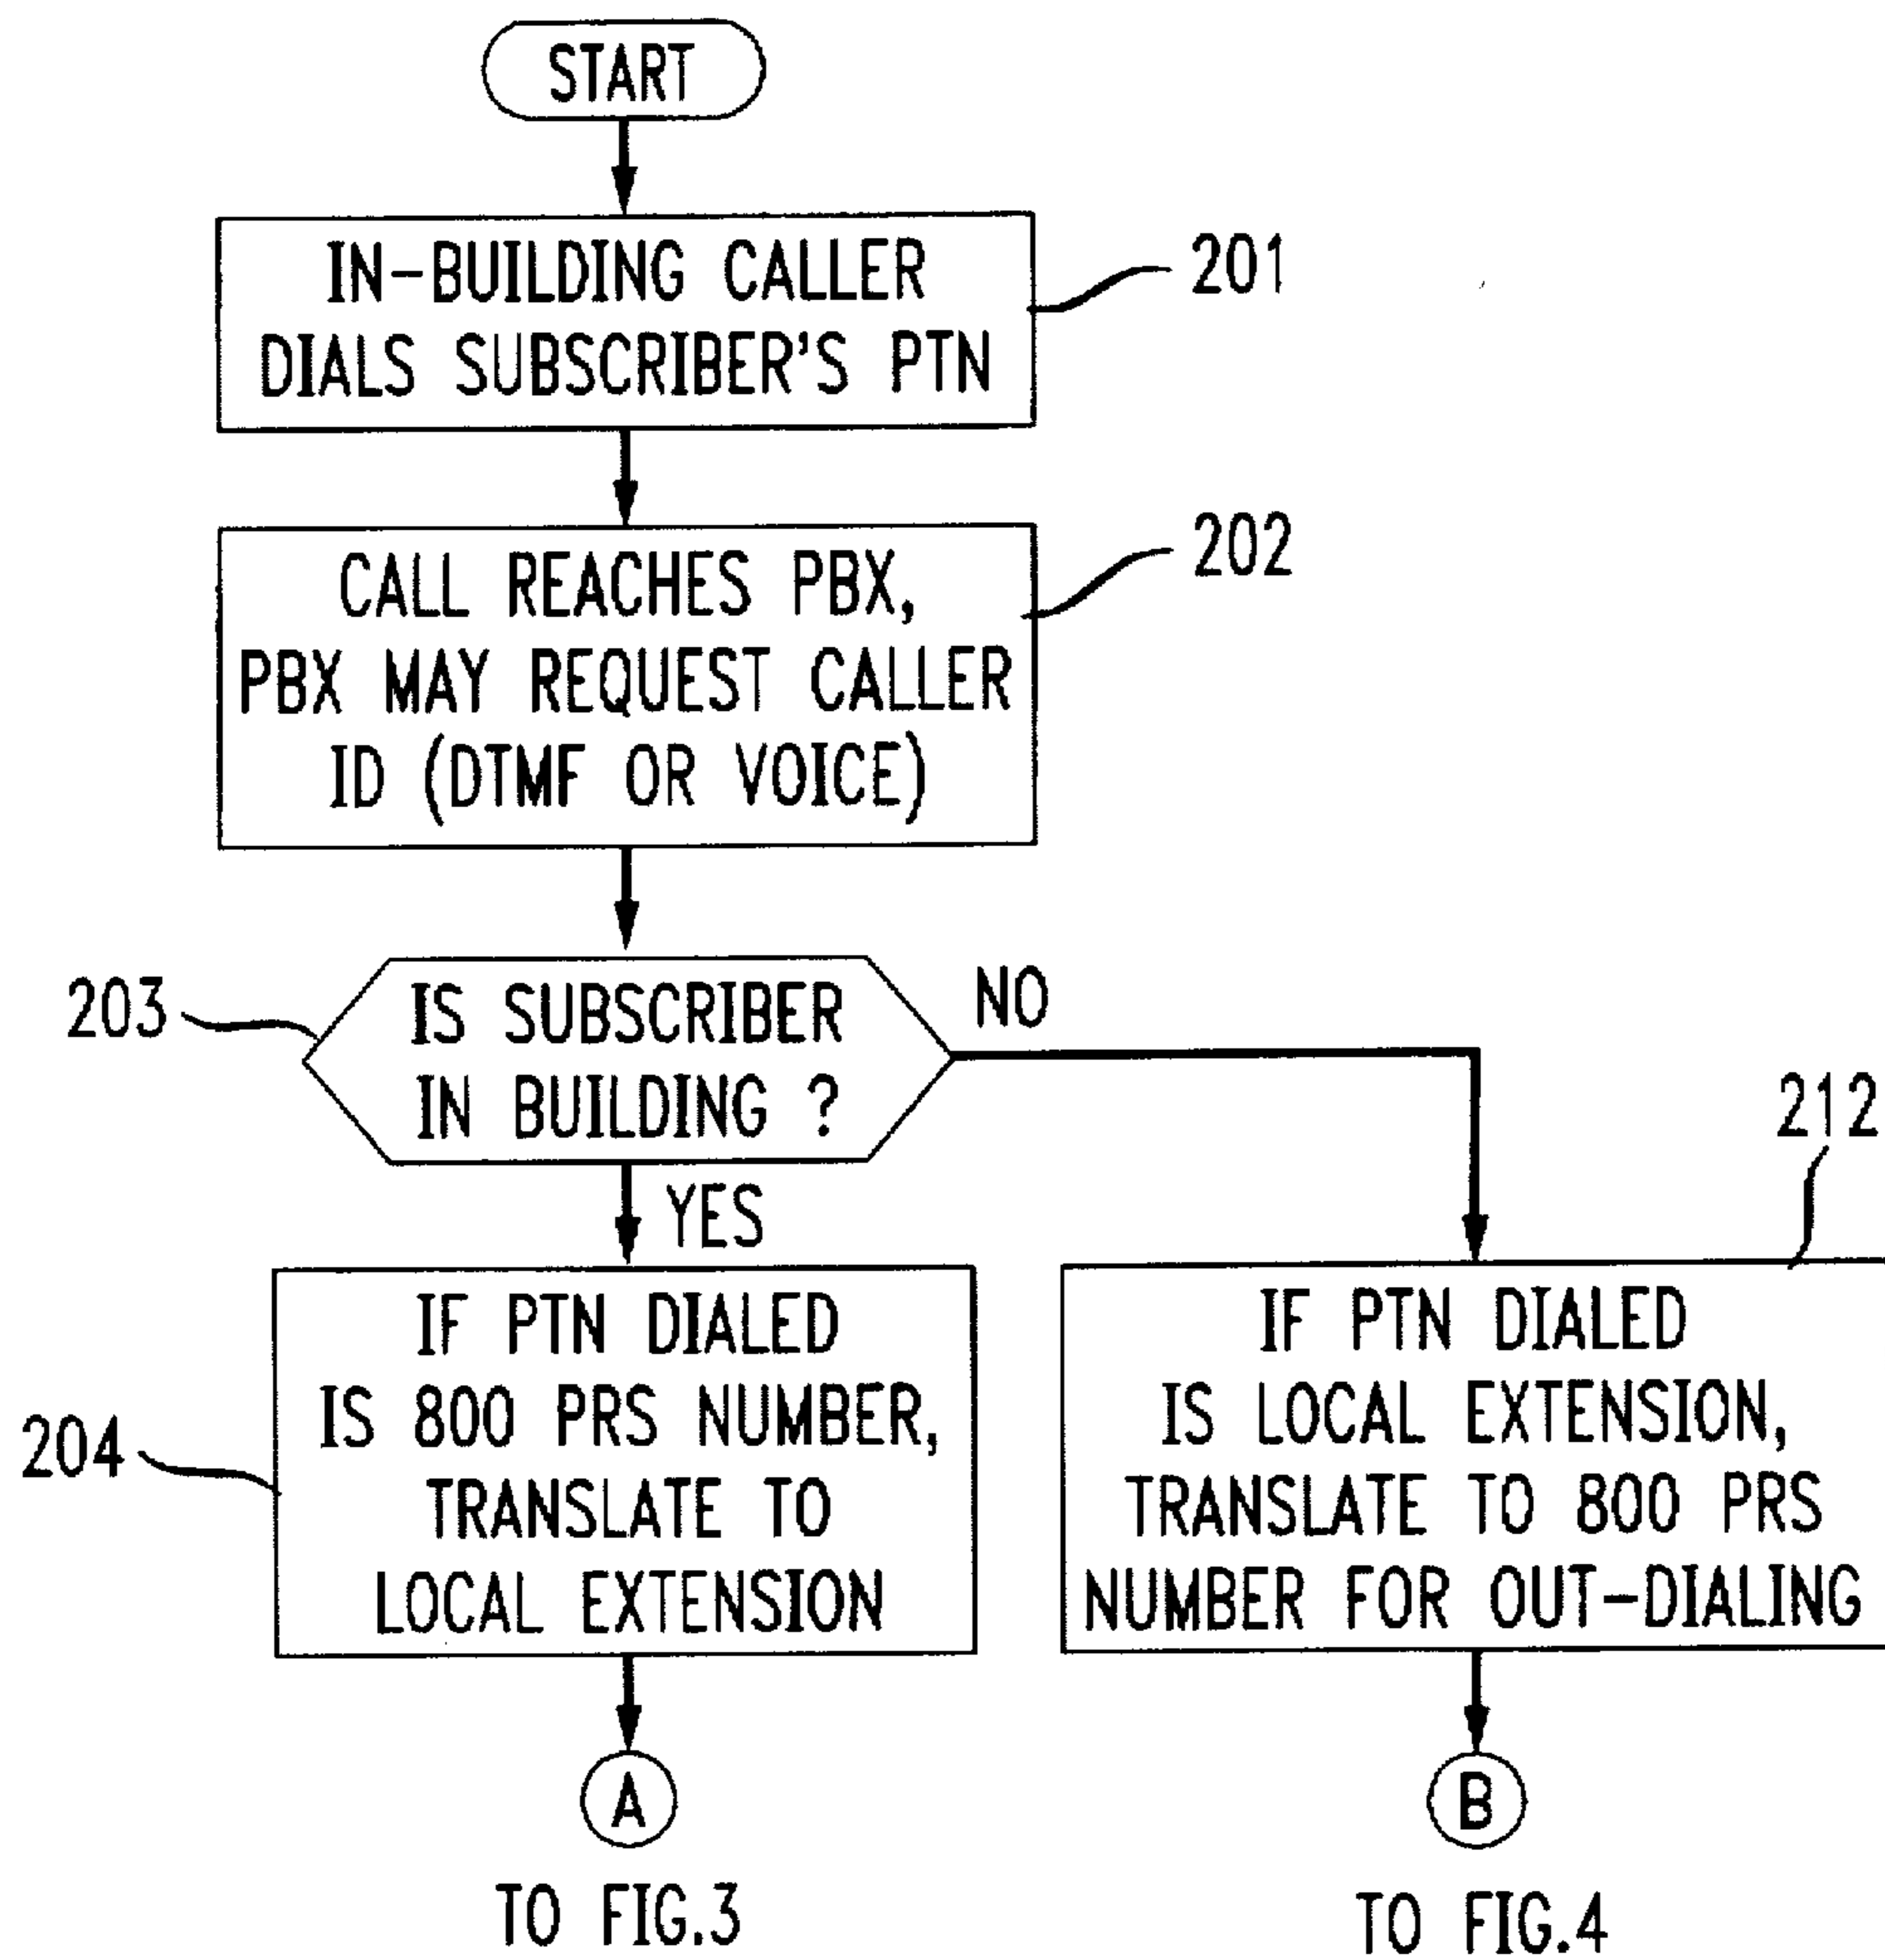 START
IN-BUILDING CALLER
DIALS SUBSCRIBER'S PTN
201
CALL REACHES PBX,
PBX MAY REQUEST CALLER
ID (DTMF OR VOICE)
202
203
IS SUBSCRIBER
IN BUILDING ?
NO
YES
212
204
IF PTN DIALED
IS 800 PRS NUMBER,
TRANSLATE TO
LOCAL EXTENSION
IF PTN DIALED
IS LOCAL EXTENSION,
TRANSLATE TO 800 PRS
NUMBER FOR OUT-DIALING
A
B
TO FIG.3
TO FIG.4